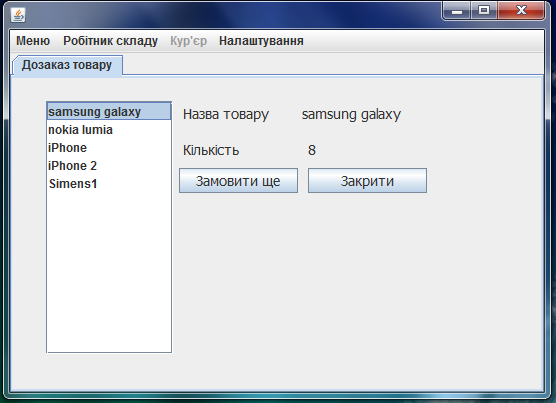 Меню Робітник складу Кур'єр Налаштування
Дозаказ товару
samsung galaxy
nokia lumia
iPhone
iPhone 2
Simens1
Назва товару samsung galaxy
Кількість 8
Замовити ще Закрити